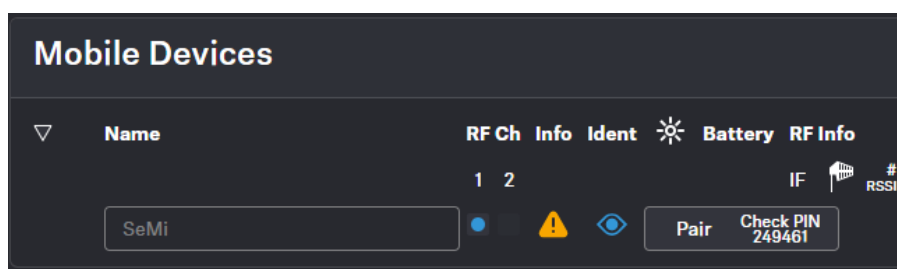 Mobile Devices
Name RF Ch Info Ident Battery RF Info
1 2 IF #
RSSI
SeMi Pair Check PIN
249461